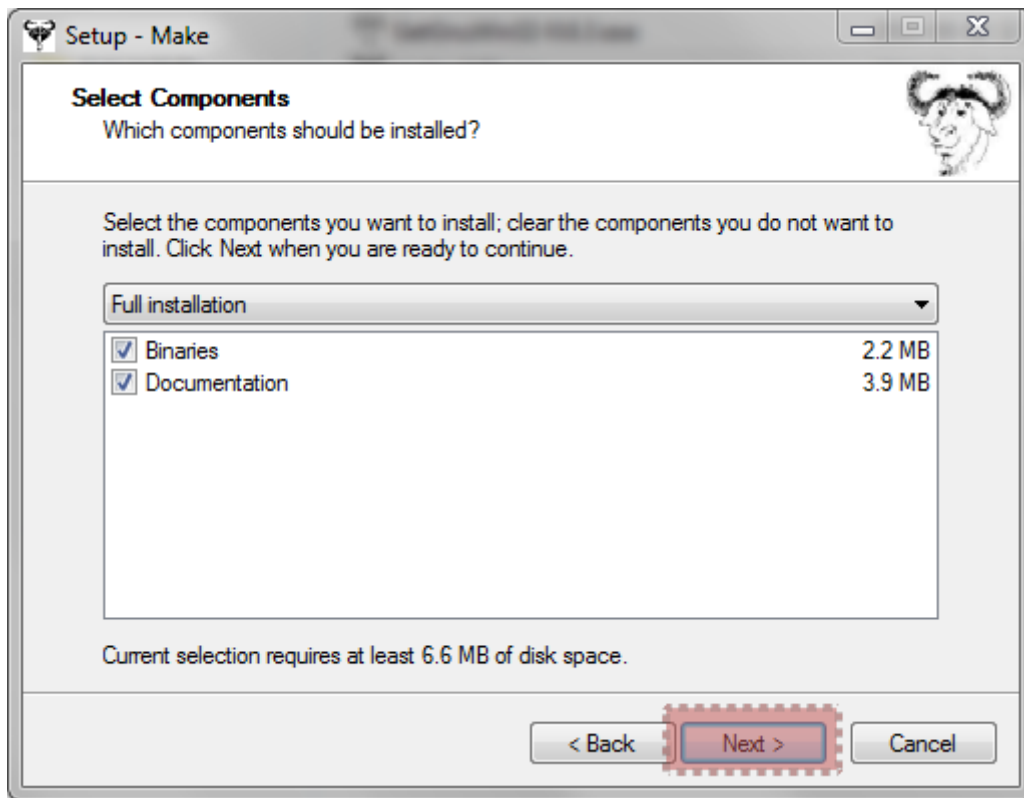 Setup - Make
Select Components
Which components should be installed?
Select the components you want to install; clear the components you do not want to
install. Click Next when you are ready to continue.
Full installation
Binaries 2.2 MB
Documentation 3.9 MB
Current selection requires at least 6.6 MB of disk space.
< Back Next > Cancel